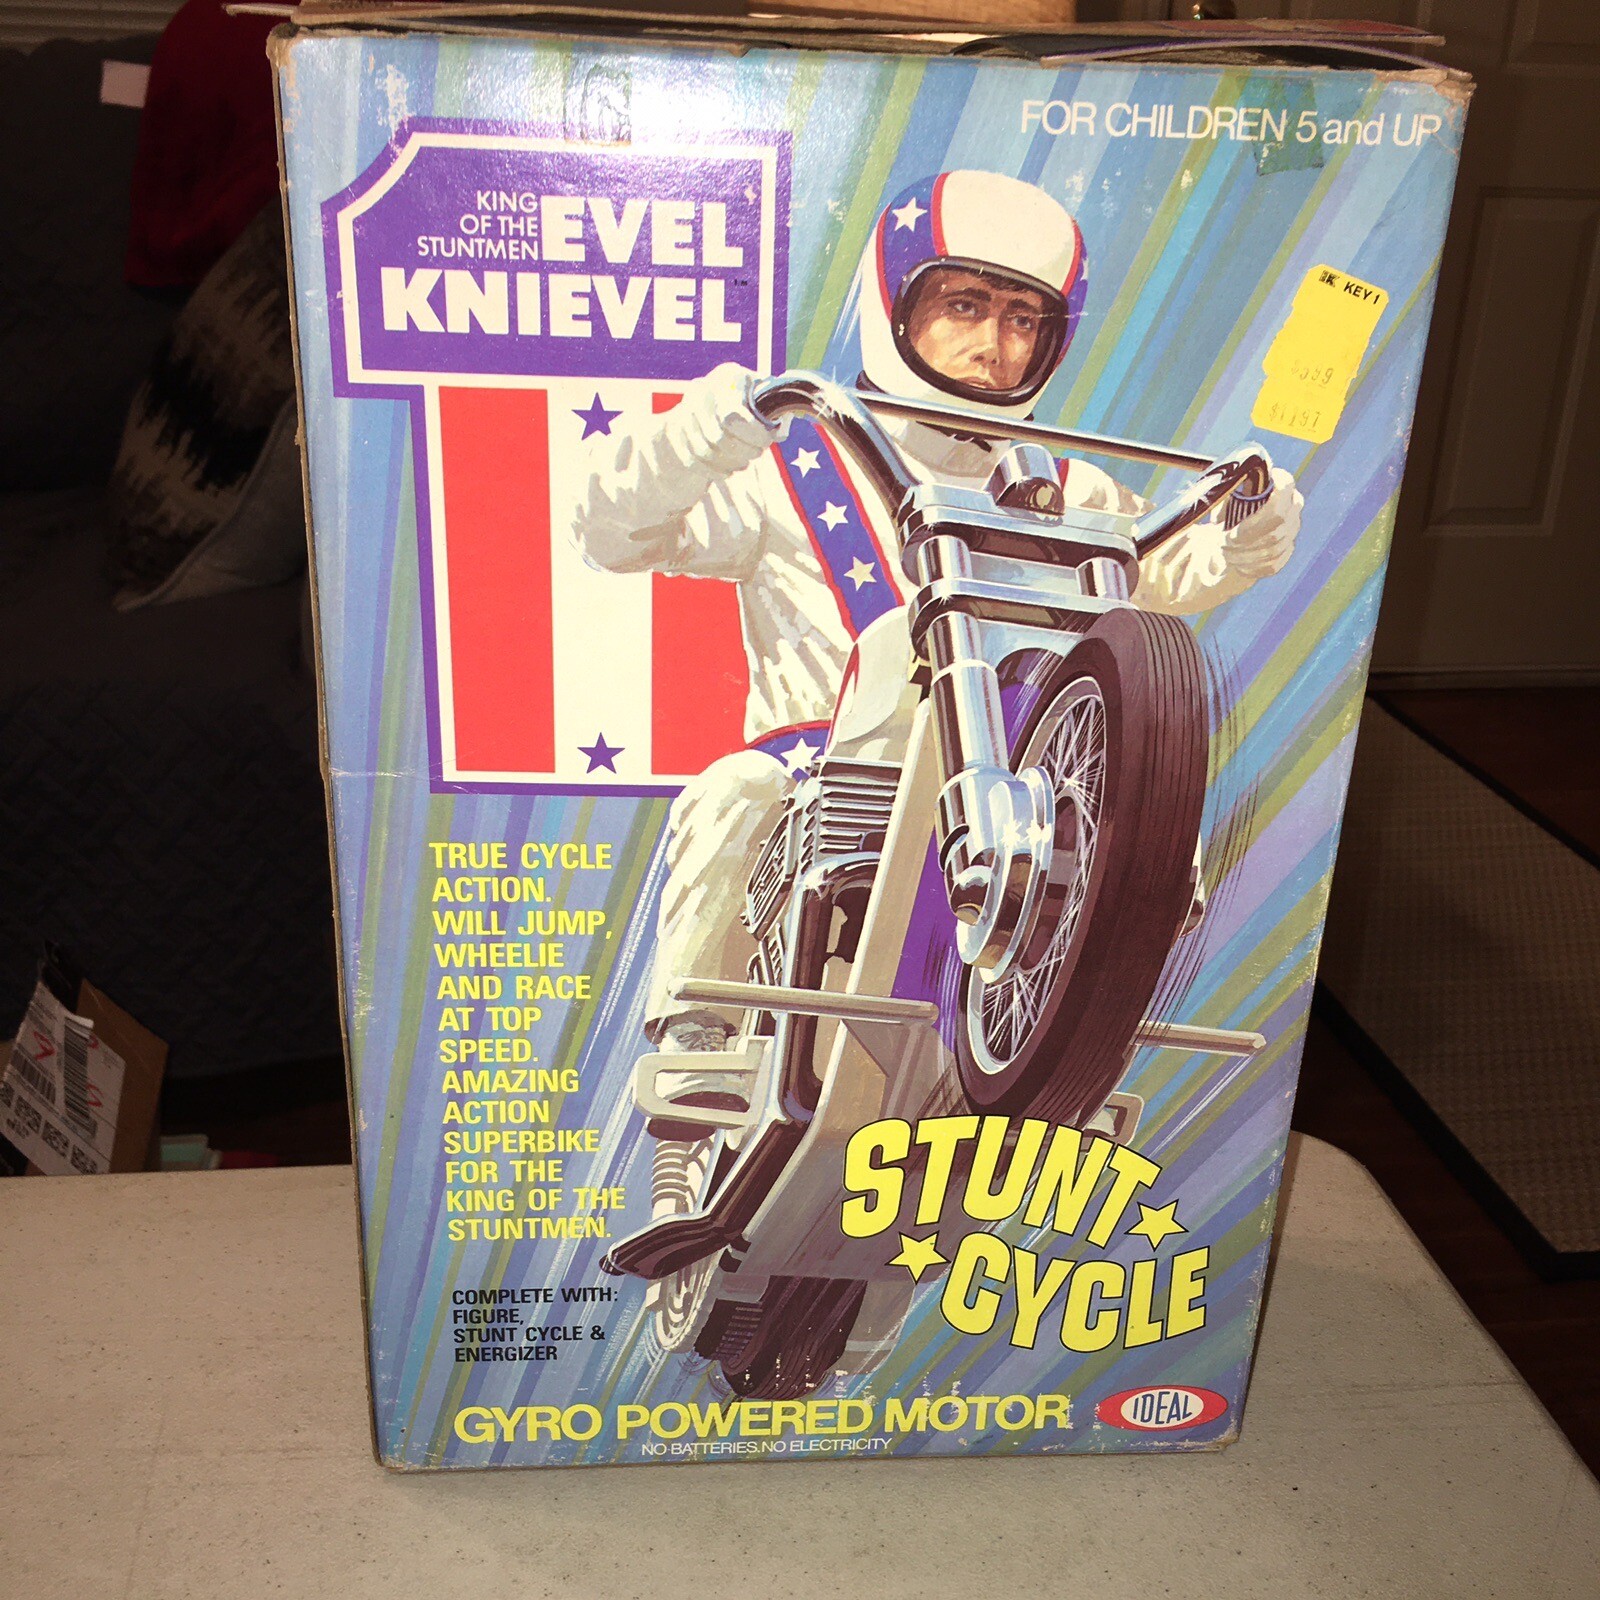 FOR CHILDREN 5 and UP
KING
OF THE
STUNTMEN
EVEL
KNIEVEL
KEY 1
TRUE CYCLE
ACTION.
WILL JUMP,
WHEELIE
AND RACE
AT TOP
SPEED.
AMAZING
ACTION
SUPERBIKE
FOR THE
KING OF THE
STUNTMEN.
STUNT
CYCLE
COMPLETE WITH:
FIGURE,
STUNT CYCLE &
ENERGIZER
GYRO POWERED MOTOR
NO BATTERIES. NO ELECTRICITY
IDEAL